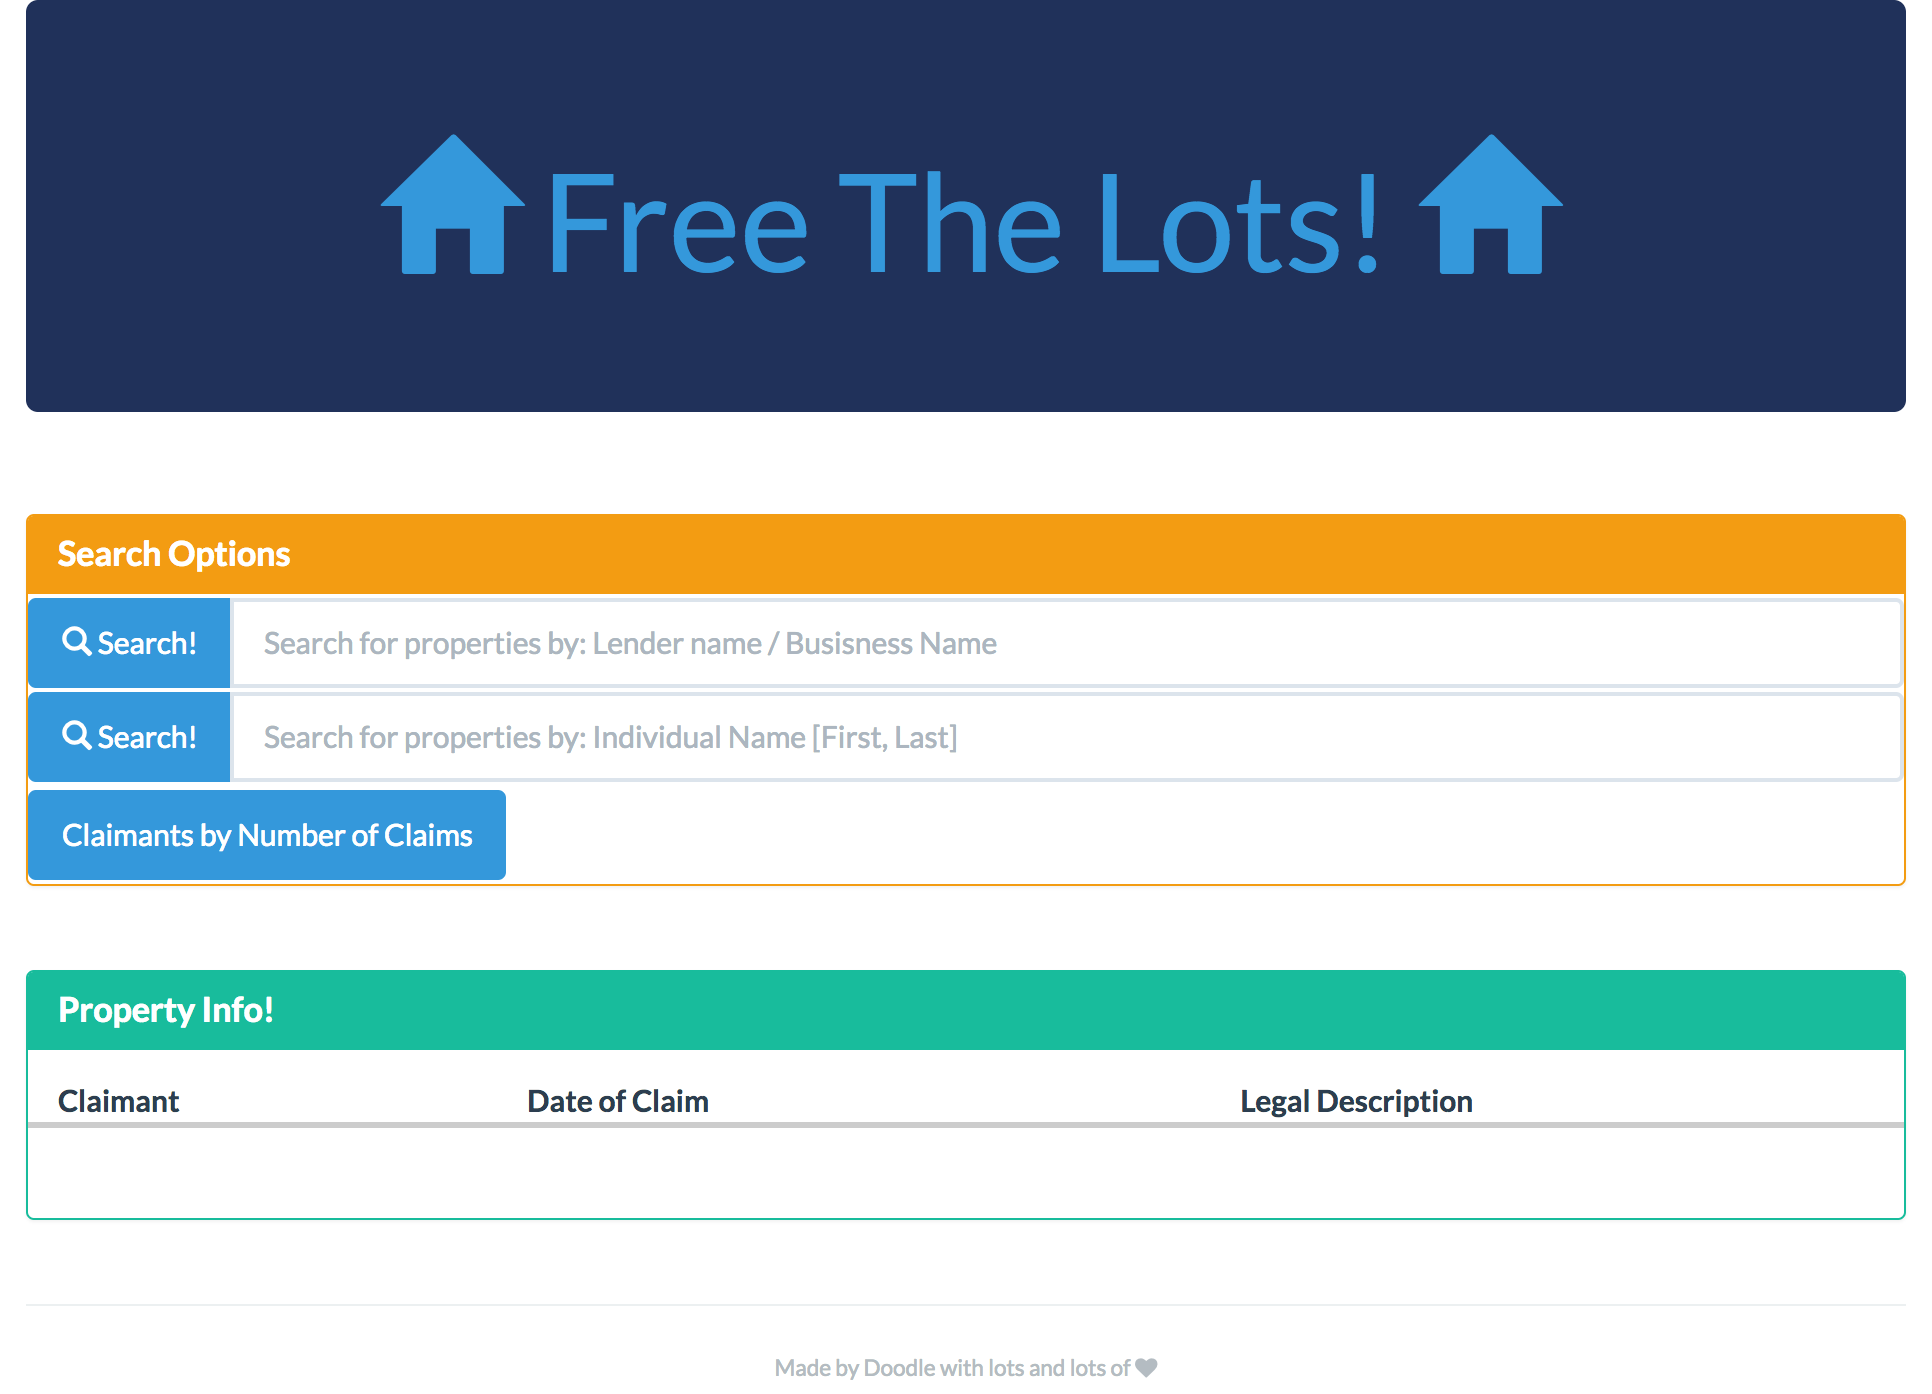 Free The Lots!
Search Options
Search!
Search for properties by: Lender name / Busisness Name
Search!
Search for properties by: Individual Name [First, Last]
Claimants by Number of Claims
Property Info!
Claimant Date of Claim Legal Description
Made by Doodle with lots and lots of